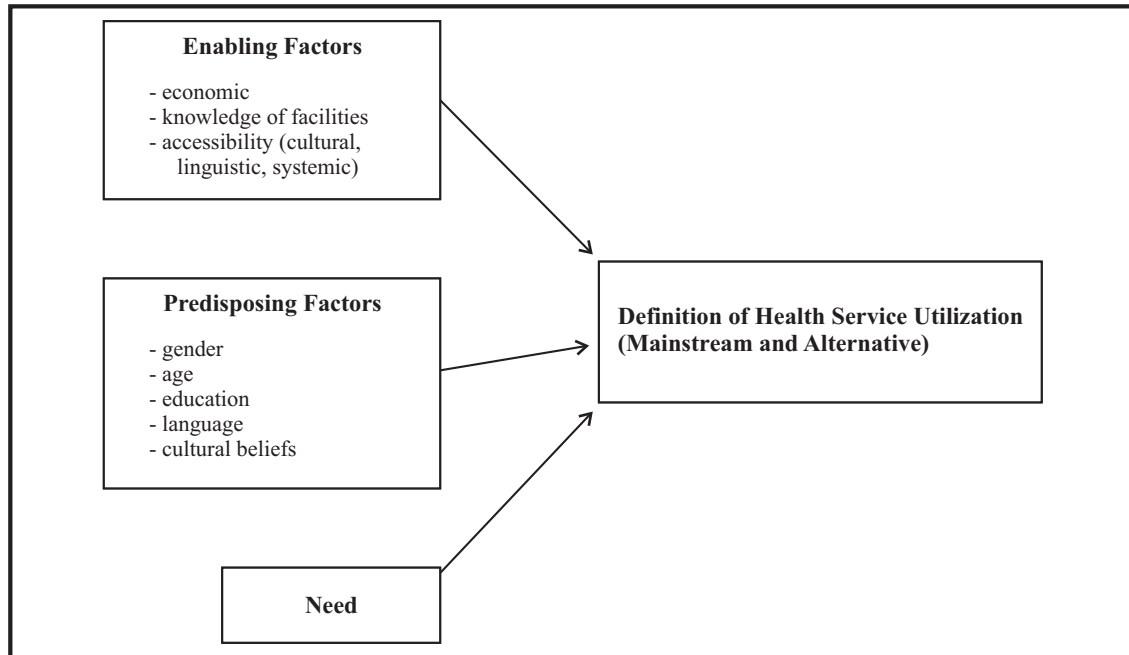 Enabling Factors
- economic
- knowledge of facilities
- accessibility (cultural,
linguistic, systemic)
Predisposing Factors
- gender
- age
- education
- language
- cultural beliefs
Need
Definition of Health Service Utilization
(Mainstream and Alternative)